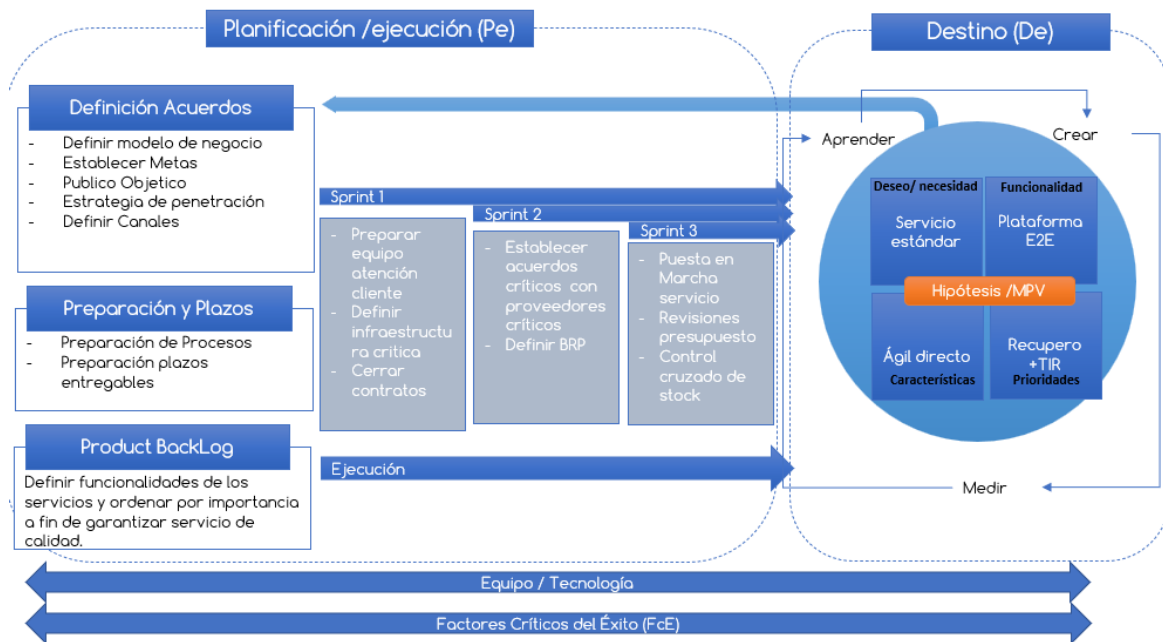 Planificación /ejecución (Pe)
Destino (De)
Definición Acuerdos
- Definir modelo de negocio
- Establecer Metas
- Publico Objetico
- Estrategia de penetración
- Definir Canales
Preparación y Plazos
- Preparación de Procesos
- Preparación plazos
entregables
Product BackLog
Definir funcionalidades de los
servicios y ordenar por importancia
a fin de garantizar servicio de
calidad.
Sprint 1
- Preparar
equipo
atención
cliente
- Definir
infraestructu
ra critica
- Cerrar
contratos
Sprint 2
- Establecer
acuerdos
críticos con
proveedores
críticos
- Definir BRP
Sprint 3
- Puesta en
Marcha
servicio
- Revisiones
presupuesto
- Control
cruzado de
stock
Ejecución
Aprender
Crear
Deseo/ necesidad
Servicio
estándar
Funcionalidad
Plataforma
E2E
Hipótesis /MPV
Ágil directo
Características
Recupero
+TIR
Prioridades
Medir
Equipo / Tecnología
Factores Críticos del Éxito (FcE)